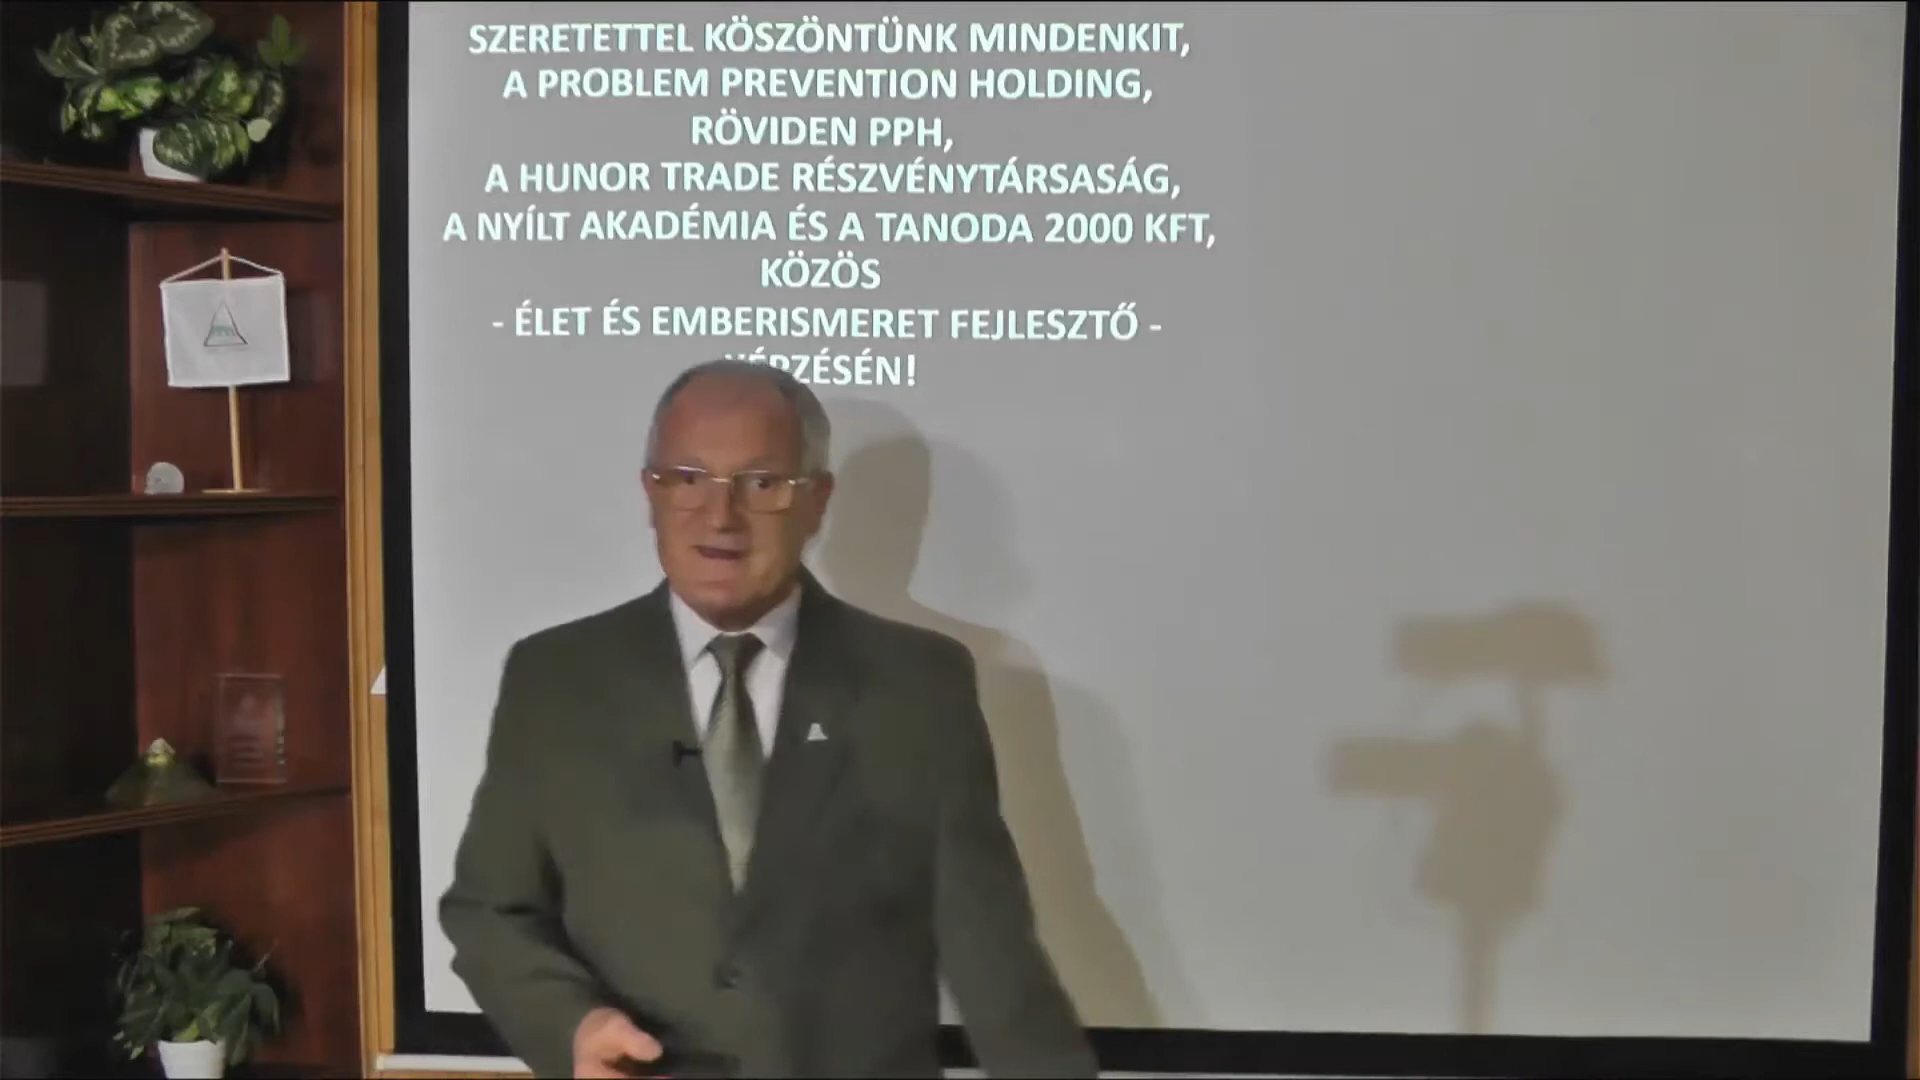 SZERETETTEL KÖSZÖNTÜNK MINDENKIT,
A PROBLEM PREVENTION HOLDING,
RÖVIDEN PPH,
A HUNOR TRADE RÉSZVÉNYTÁRSASÁG,
A NYÍLT AKADÉMIA ÉS A TANODA 2000 KFT,
KÖZÖS
- ÉLET ÉS EMBERISMERET FEJLESZTŐ -